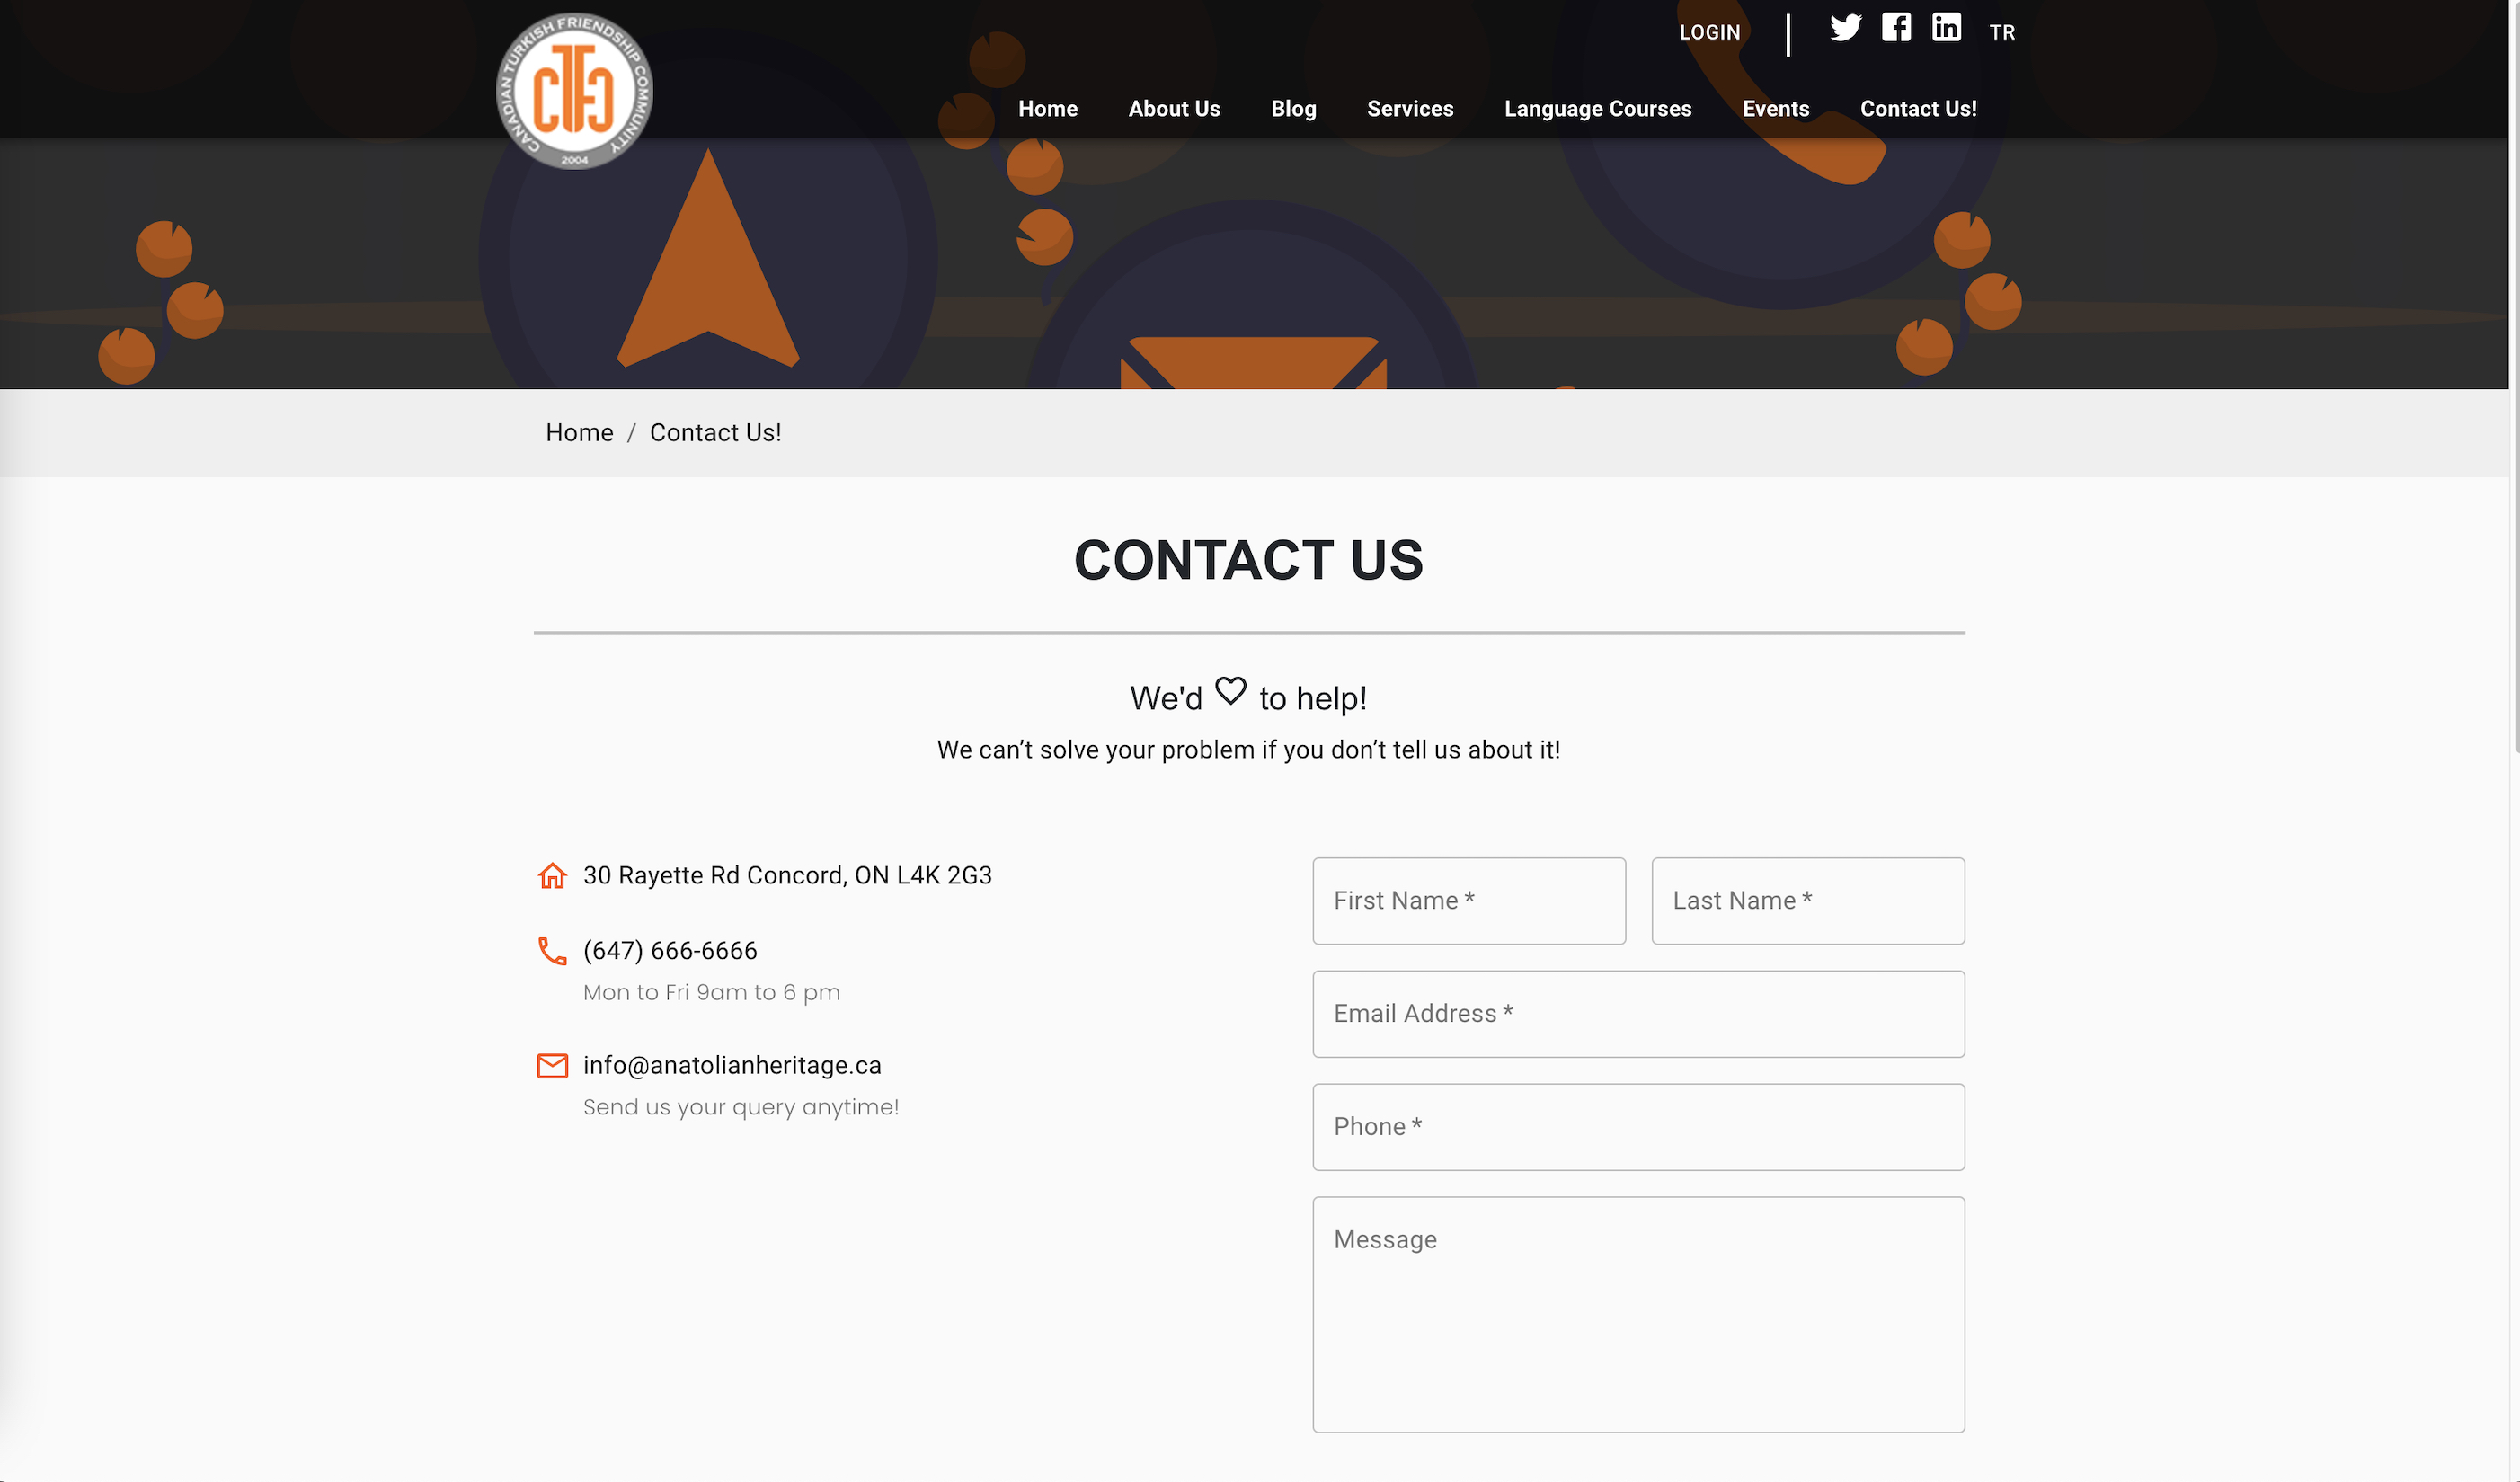 CANADIAN TURKISH FRIENDSHIP COMMUNITY
CTFC
2004
LOGIN
TR
Home
About Us
Blog
Services
Language Courses
Events
Contact Us!
Home / Contact Us!
CONTACT US
We'd to help!
We can’t solve your problem if you don’t tell us about it!
30 Rayette Rd Concord, ON L4K 2G3
(647) 666-6666
Mon to Fri 9am to 6 pm
info@anatolianheritage.ca
Send us your query anytime!
First Name *
Last Name *
Email Address *
Phone *
Message